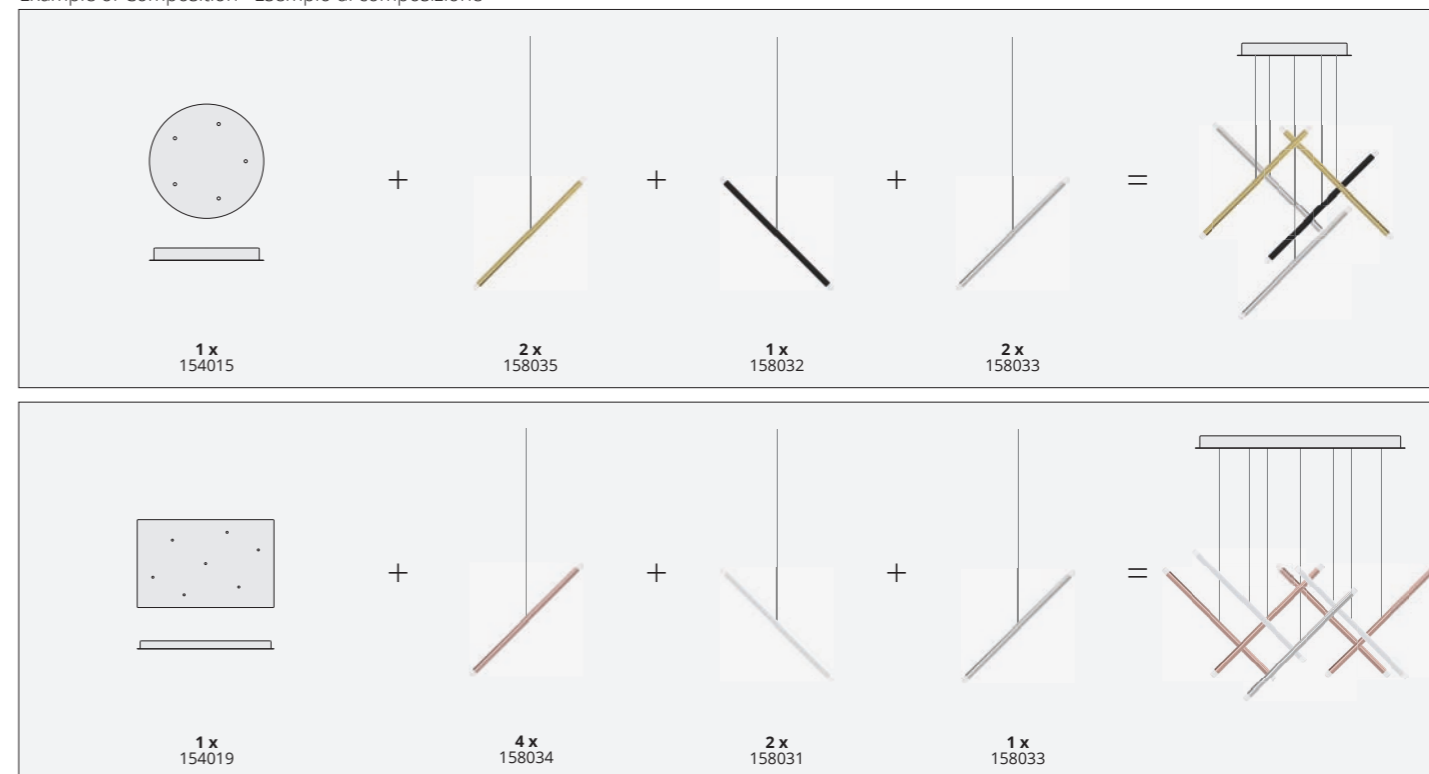 Example of Composition - Esempio di composizione
+ + + =
1 x 2 x 1 x 2 x
154015 158035 158032 158033
+ + + =
1 x 4 x 2 x 1 x
154019 158034 158031 158033